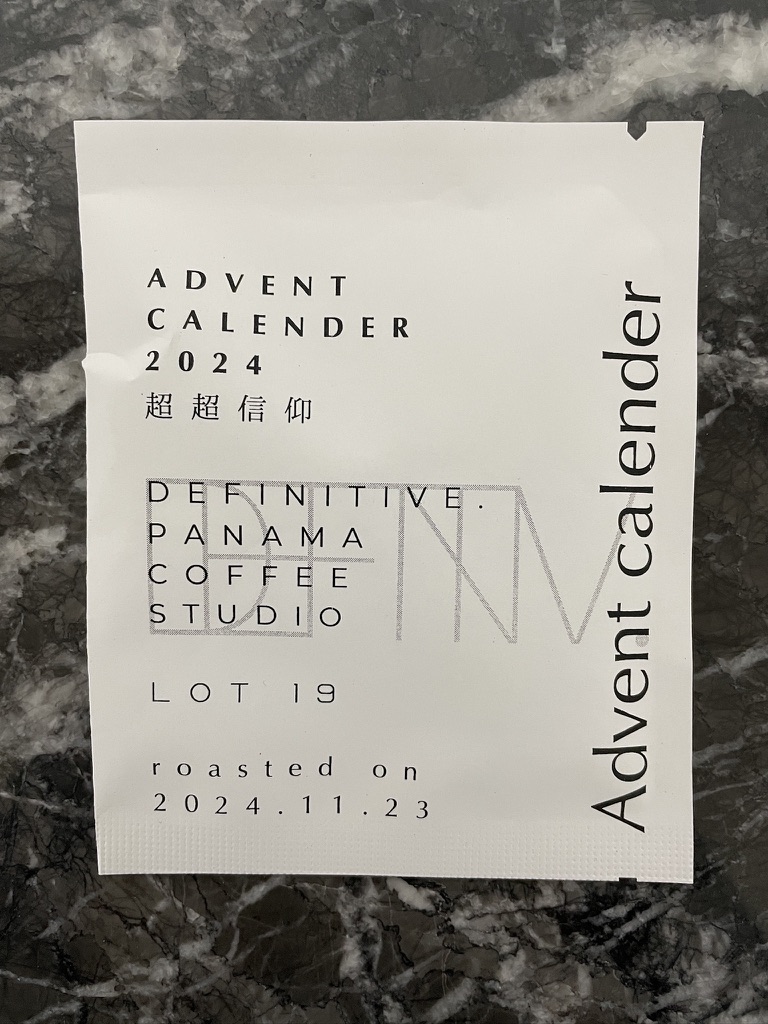 ADVENT
CALENDER
2024
超超信仰
DEFINITIVE.
PANAMA
COFFEE
STUDIO
LOT 19
roasted on
2024.11.23
Advent calender